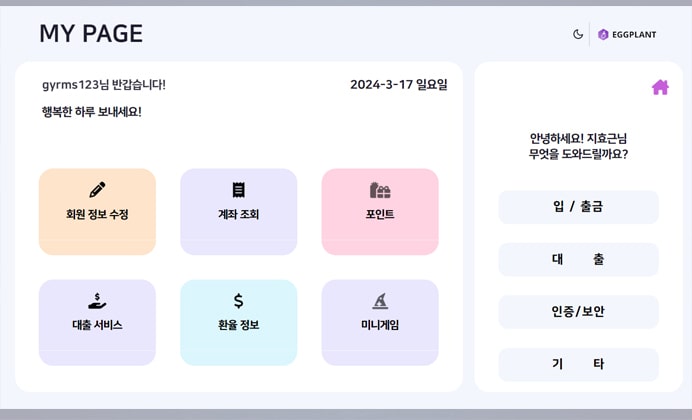 MY PAGE
EGGPLANT
gyrms123님 반갑습니다!
2024-3-17 일요일
행복한 하루 보내세요!
회원 정보 수정
계좌 조회
포인트
대출 서비스
환율 정보
미니게임
안녕하세요! 지효근님
무엇을 도와드릴까요?
입 / 출금
대 출
인증/보안
기 타